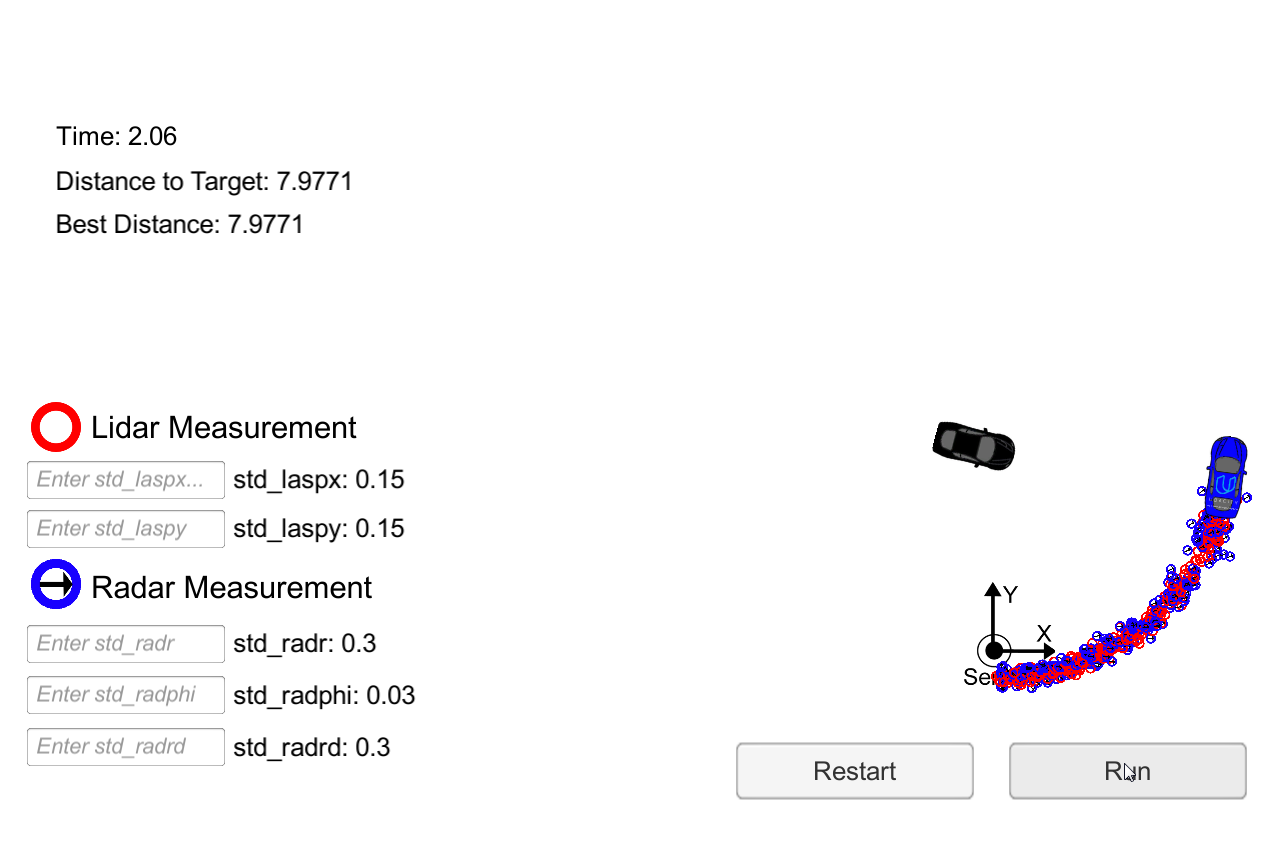 Time: 2.06
Distance to Target: 7.9771
Best Distance: 7.9771
Lidar Measurement
Enter std_laspx... std_laspx: 0.15
Enter std_laspy std_laspy: 0.15
Radar Measurement
Enter std_radr std_radr: 0.3
Enter std_radphi std_radphi: 0.03
Enter std_radrd std_radrd: 0.3
Y
X
Se
Restart
Run